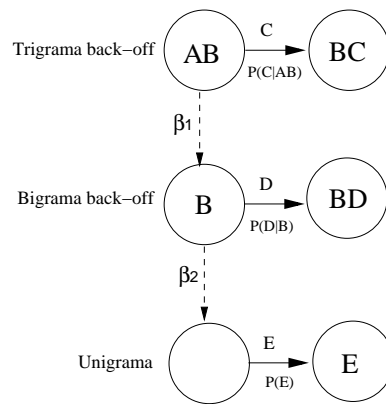 Trigrama back-off AB C BC
P(C|AB)
β1
Bigrama back-off B D BD
P(D|B)
β2
Unigrama E E
P(E)